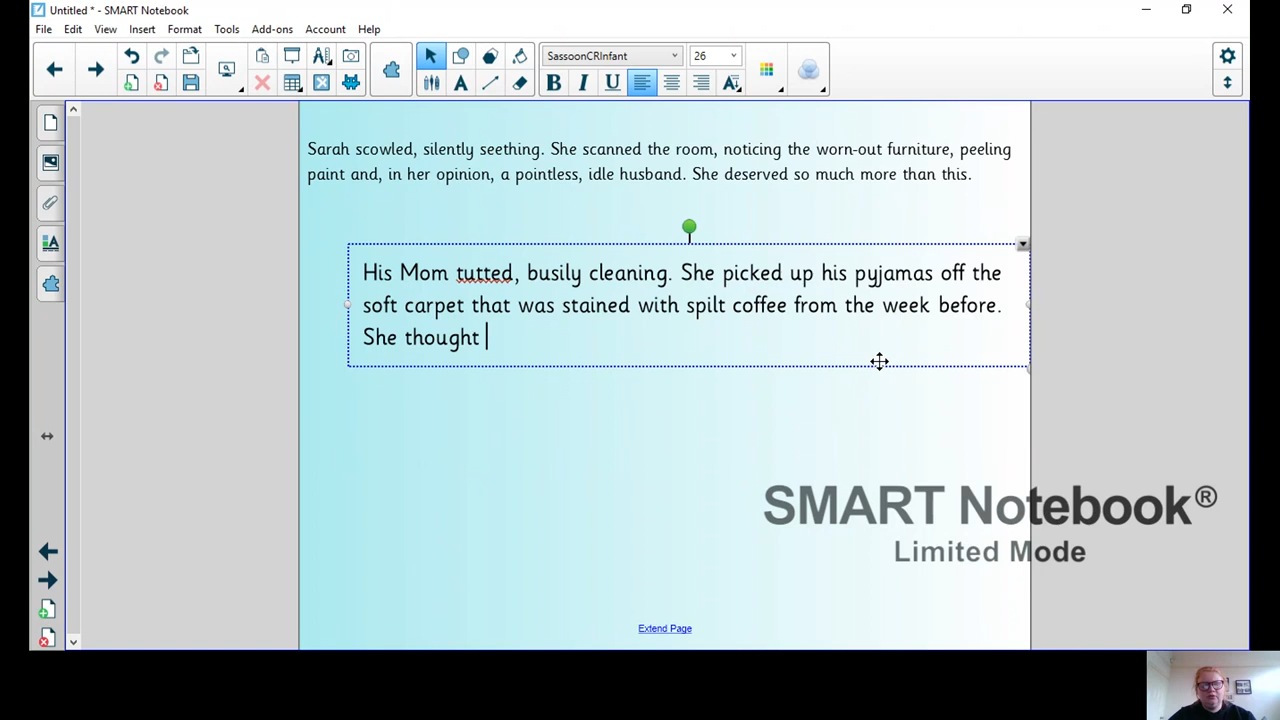 Untitled * - SMART Notebook
File Edit View Insert Format Tools Add-ons Account Help
SassoonCRInfant 26
B I U
Sarah scowled, silently seething. She scanned the room, noticing the worn-out furniture, peeling
paint and, in her opinion, a pointless, idle husband. She deserved so much more than this.
His Mom tutted, busily cleaning. She picked up his pyjamas off the
soft carpet that was stained with spilt coffee from the week before.
She thought
SMART Notebook®
Limited Mode
Extend Page